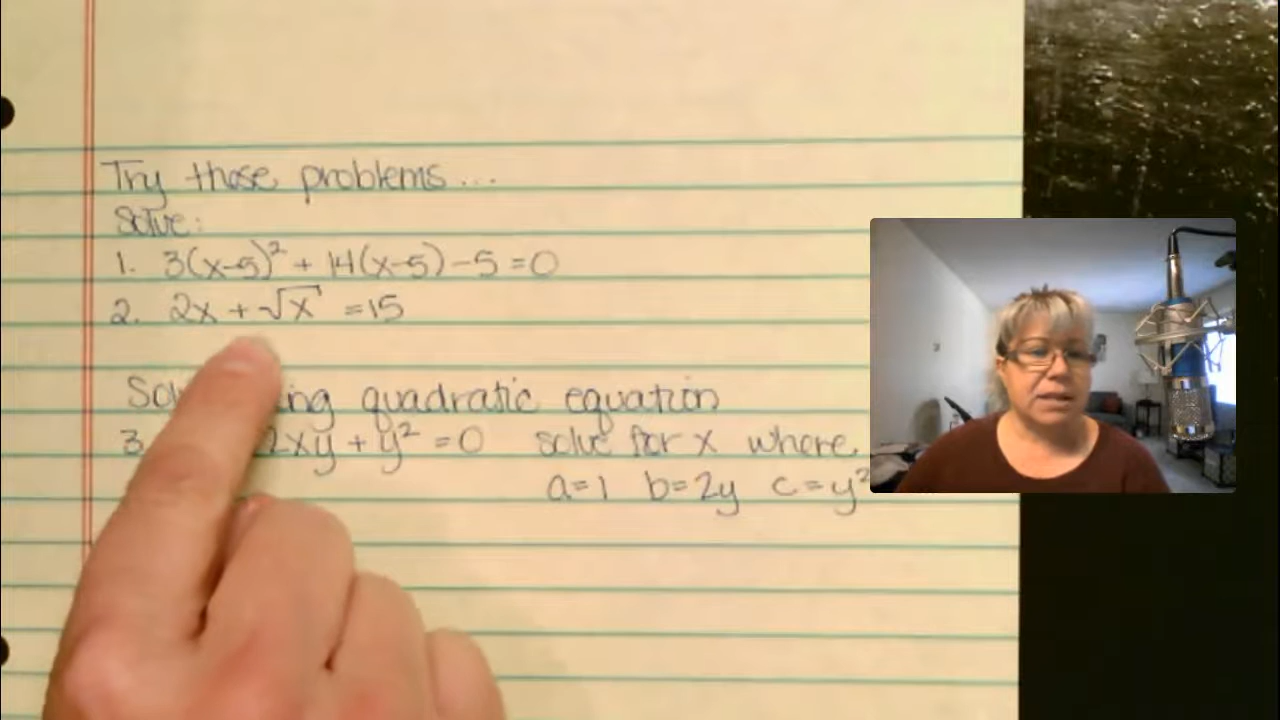 Try these problems...
Solve:
1. 3(x-5)² + 14(x-5) - 5 = 0
2. 2x + √x = 15
quadratic equation
3. 2xy + y² = 0 solve for x where
a=1 b=2y c=y²